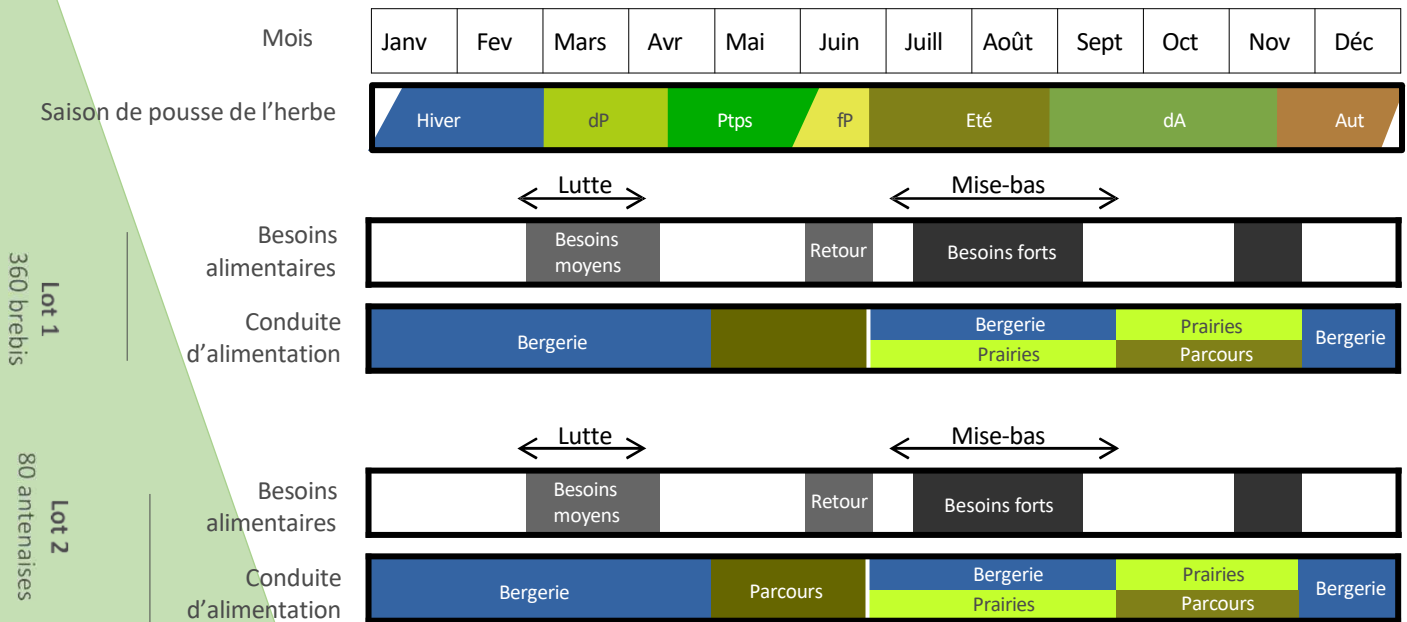 Mois
Janv Fev Mars Avr Mai Juin Juill Août Sept Oct Nov Déc
Saison de pousse de l'herbe
Hiver dP Ptps fP Eté dA Aut
Lutte Mise-bas
Lot 1
360 brebis
Besoins
alimentaires
Besoins
moyens
Retour
Besoins forts
Conduite
d'alimentation
Bergerie
Bergerie
Prairies
Prairies
Parcours
Bergerie
Lutte Mise-bas
Lot 2
80 antenaises
Besoins
alimentaires
Besoins
moyens
Retour
Besoins forts
Conduite
d'alimentation
Bergerie
Parcours
Bergerie
Prairies
Prairies
Parcours
Bergerie